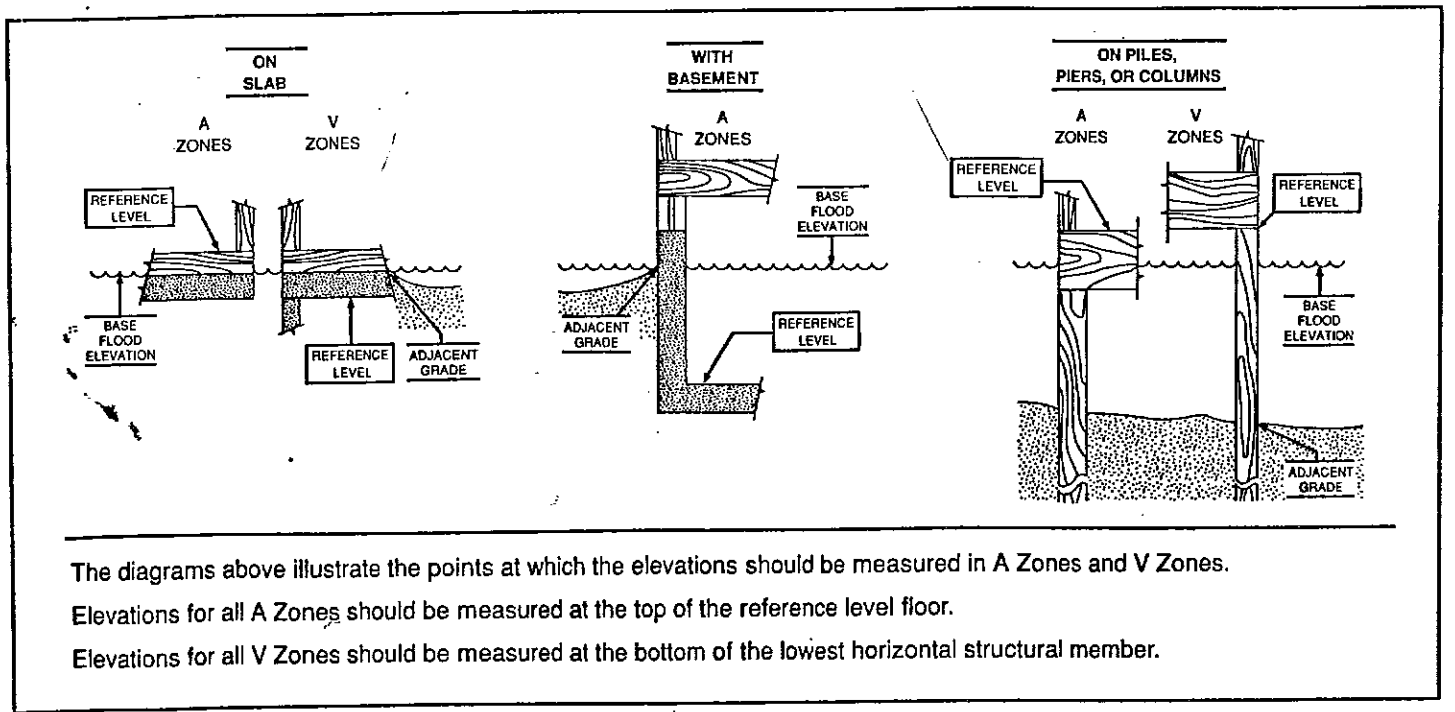 ON
SLAB
A
ZONES
V
ZONES
REFERENCE
LEVEL
BASE
FLOOD
ELEVATION
REFERENCE
LEVEL
ADJACENT
GRADE
WITH
BASEMENT
A
ZONES
BASE
FLOOD
ELEVATION
ADJACENT
GRADE
REFERENCE
LEVEL
ON PILES,
PIERS, OR COLUMNS
A
ZONES
V
ZONES
REFERENCE
LEVEL
REFERENCE
LEVEL
BASE
FLOOD
ELEVATION
ADJACENT
GRADE
The diagrams above illustrate the points at which the elevations should be measured in A Zones and V Zones.
Elevations for all A Zones should be measured at the top of the reference level floor.
Elevations for all V Zones should be measured at the bottom of the lowest horizontal structural member.